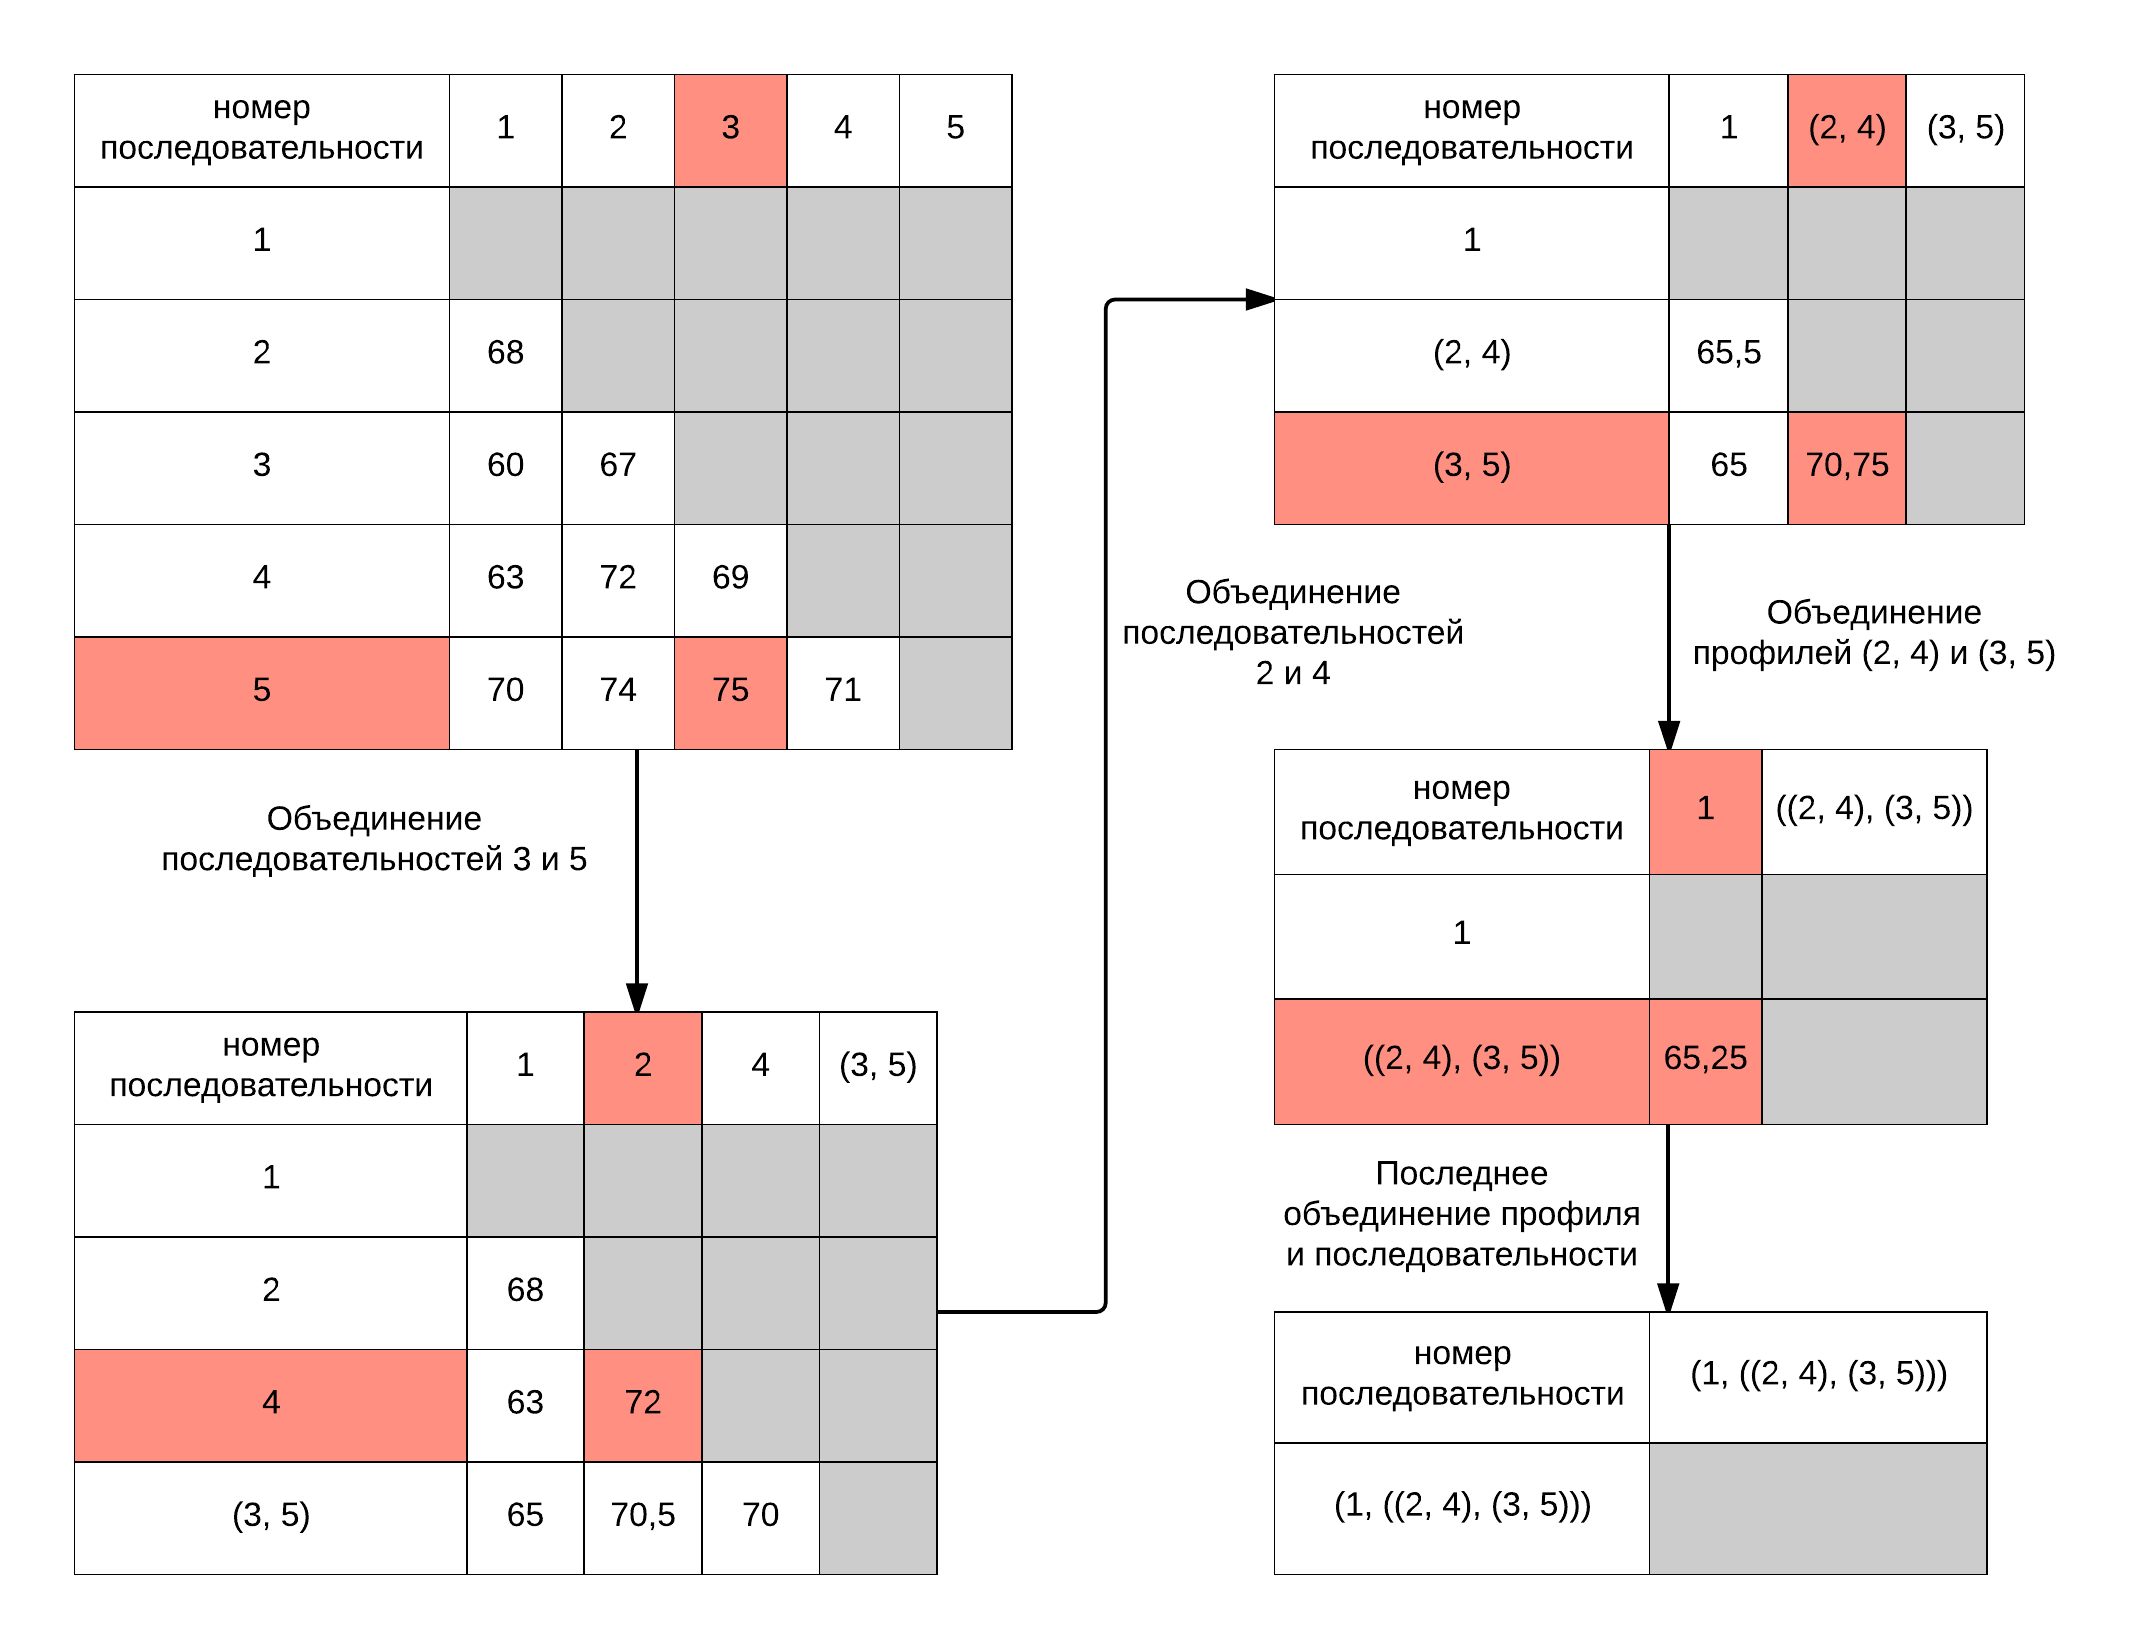 номер
последовательности 1 2 3 4 5
1
2 68
3 60 67
4 63 72 69
5 70 74 75 71
Объединение
последовательностей 3 и 5
номер
последовательности 1 2 4 (3, 5)
1
2 68
4 63 72
(3, 5) 65 70,5 70
Объединение
последовательностей
2 и 4
номер
последовательности 1 (2, 4) (3, 5)
1
(2, 4) 65,5
(3, 5) 65 70,75
Объединение
профилей (2, 4) и (3, 5)
номер
последовательности 1 ((2, 4), (3, 5))
1
((2, 4), (3, 5)) 65,25
Последнее
объединение профиля
и последовательности
номер
последовательности (1, ((2, 4), (3, 5)))
(1, ((2, 4), (3, 5)))